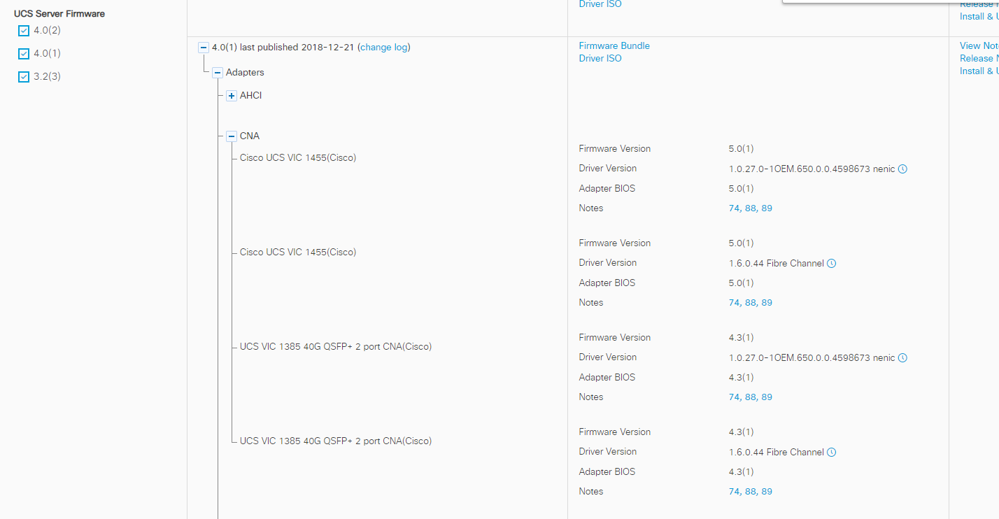 UCS Server Firmware
4.0(2)
4.0(1)
3.2(3)
Driver ISO
Install &
4.0(1) last published 2018-12-21 (change log)
Firmware Bundle
Driver ISO
View
Release
Install &
Adapters
AHCI
CNA
Cisco UCS VIC 1455(Cisco)
Firmware Version 5.0(1)
Driver Version 1.0.27.0-1OEM.650.0.0.4598673 nenic
Adapter BIOS 5.0(1)
Notes 74, 88, 89
Cisco UCS VIC 1455(Cisco)
Firmware Version 5.0(1)
Driver Version 1.6.0.44 Fibre Channel
Adapter BIOS 5.0(1)
Notes 74, 88, 89
UCS VIC 1385 40G QSFP+ 2 port CNA(Cisco)
Firmware Version 4.3(1)
Driver Version 1.0.27.0-1OEM.650.0.0.4598673 nenic
Adapter BIOS 4.3(1)
Notes 74, 88, 89
UCS VIC 1385 40G QSFP+ 2 port CNA(Cisco)
Firmware Version 4.3(1)
Driver Version 1.6.0.44 Fibre Channel
Adapter BIOS 4.3(1)
Notes 74, 88, 89